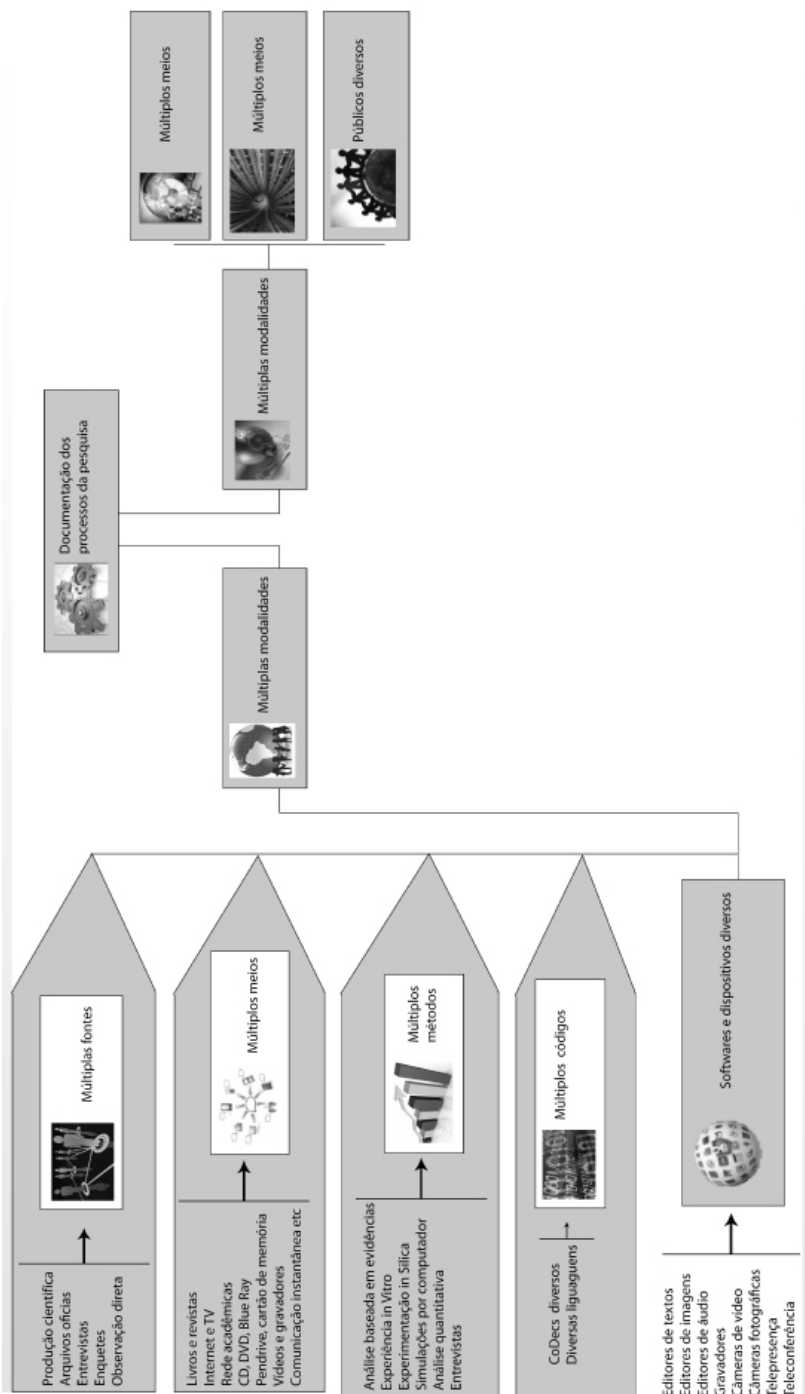 Produção científica
Arquivos oficias
Entrevistas
Enquetes
Observação direta
Múltiplas fontes
Livros e revistas
Internet e TV
Rede acadêmicas
CD, DVD, Blue Ray
Pendrive, cartão de memória
Vídeos e gravadores
Comunicação instantânea etc
Múltiplos meios
Análise baseada em evidências
Experiência in Vitro
Experimentação in Silica
Simulações por computador
Análise quantitativa
Entrevistas
Múltiplos
métodos
CoDecs diversos
Diversas liguaguens
Múltiplos códigos
Editores de textos
Editores de imagens
Editores de áudio
Gravadores
Câmeras de vídeo
Câmeras fotográficas
Telepresença
Teleconferência
Softwares e dispositivos diversos
Múltiplas modalidades
Documentação dos
processos da pesquisa
Múltiplas modalidades
Múltiplos meios
Múltiplos meios
Públicos diversos